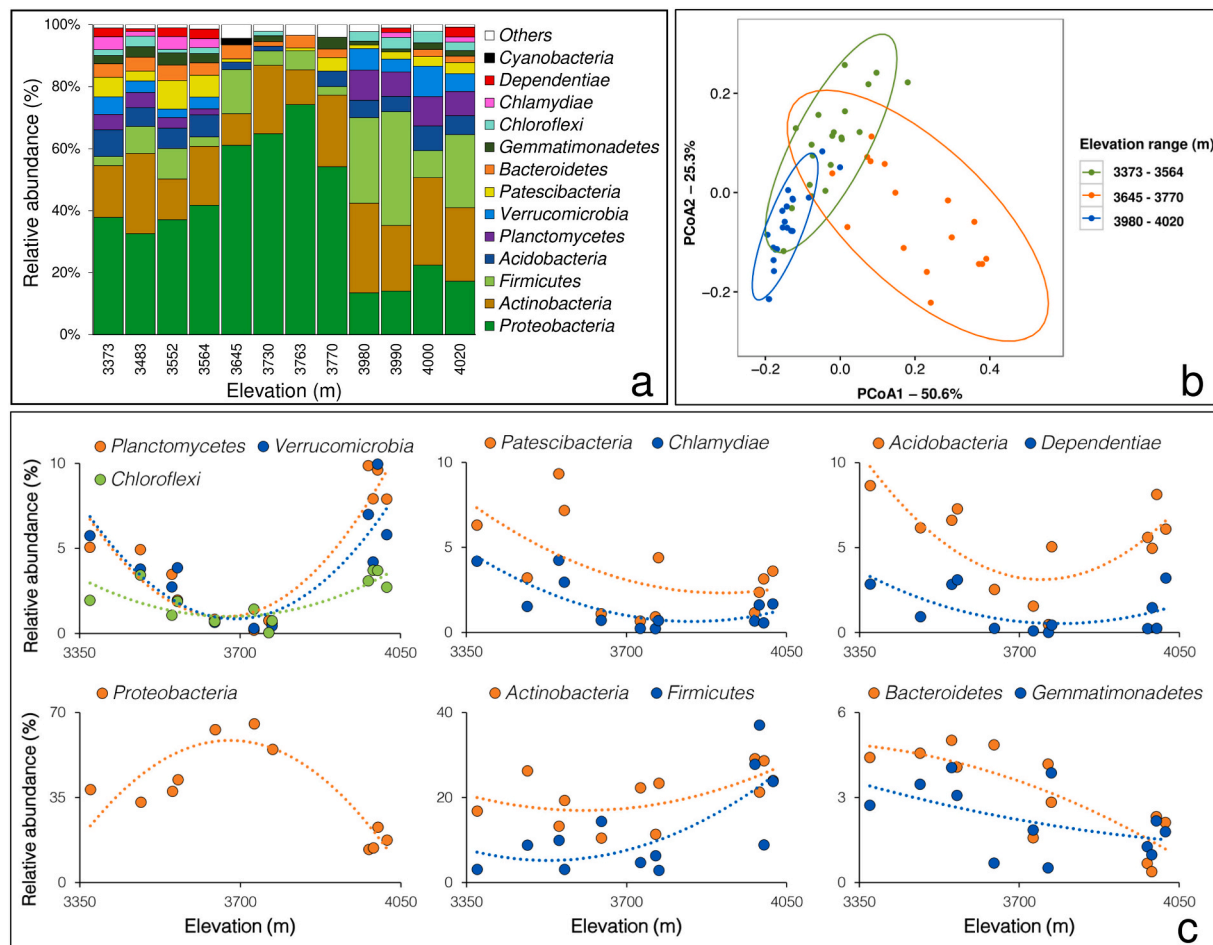 100%
80%
60%
40%
20%
0%
Relative abundance (%)
3373
3483
3552
3564
3645
3730
3763
3770
3980
3990
4000
4020
Elevation (m)
Others
Cyanobacteria
Dependentiae
Chlamydiae
Chloroflexi
Gemmatimonadetes
Bacteroidetes
Patescibacteria
Verrucomicrobia
Planctomycetes
Acidobacteria
Firmicutes
Actinobacteria
Proteobacteria
a
PCoA2 – 25.3%
0.2
0.0
−0.2
−0.2
0.0
0.2
0.4
PCoA1 – 50.6%
Elevation range (m)
3373 - 3564
3645 - 3770
3980 - 4020
b
Planctomycetes Verrucomicrobia
Chloroflexi
Relative abundance (%)
10
5
0
3350 3700 4050
Patescibacteria Chlamydiae
10
5
0
3350 3700 4050
Acidobacteria Dependentiae
10
5
0
3350 3700 4050
Proteobacteria
Relative abundance (%)
70
35
0
3350 3700 4050
Elevation (m)
Actinobacteria Firmicutes
40
20
0
3350 3700 4050
Elevation (m)
Bacteroidetes Gemmatimonadetes
6
3
0
3350 3700 4050
Elevation (m)
c